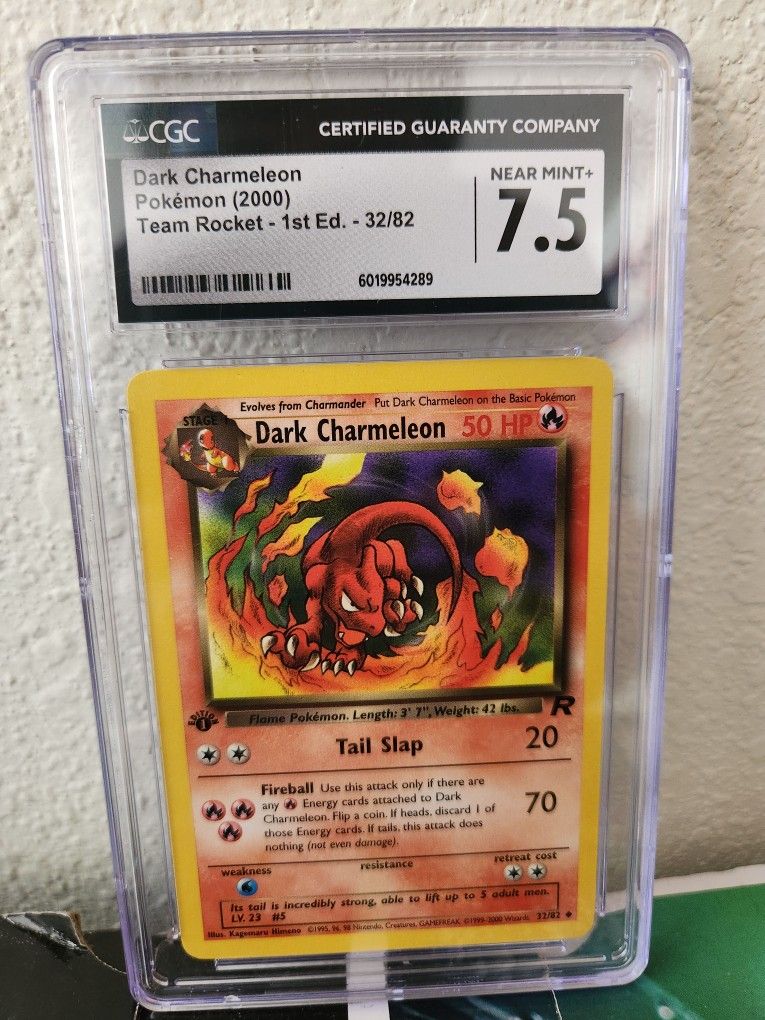 CGC CERTIFIED GUARANTY COMPANY
Dark Charmeleon
Pokémon (2000)
Team Rocket - 1st Ed. - 32/82
NEAR MINT+
7.5
6019954289
Evolves from Charmander Put Dark Charmeleon on the Basic Pokémon
STAGE 1
Dark Charmeleon 50 HP
EDITION
1
Flame Pokémon. Length: 3' 7", Weight: 42 lbs.
R
Tail Slap 20
Fireball Use this attack only if there are
any Energy cards attached to Dark
Charmeleon. Flip a coin. If heads, discard 1 of
those Energy cards. If tails, this attack does
nothing (not even damage).
70
weakness resistance retreat cost
Its tail is incredibly strong, able to lift up to 5 adult men.
LV. 23 #5
Illus. Kagemaru Himeno ©1995, 96, 98 Nintendo, Creatures, GAMEFREAK. ©1999-2000 Wizards. 32/82